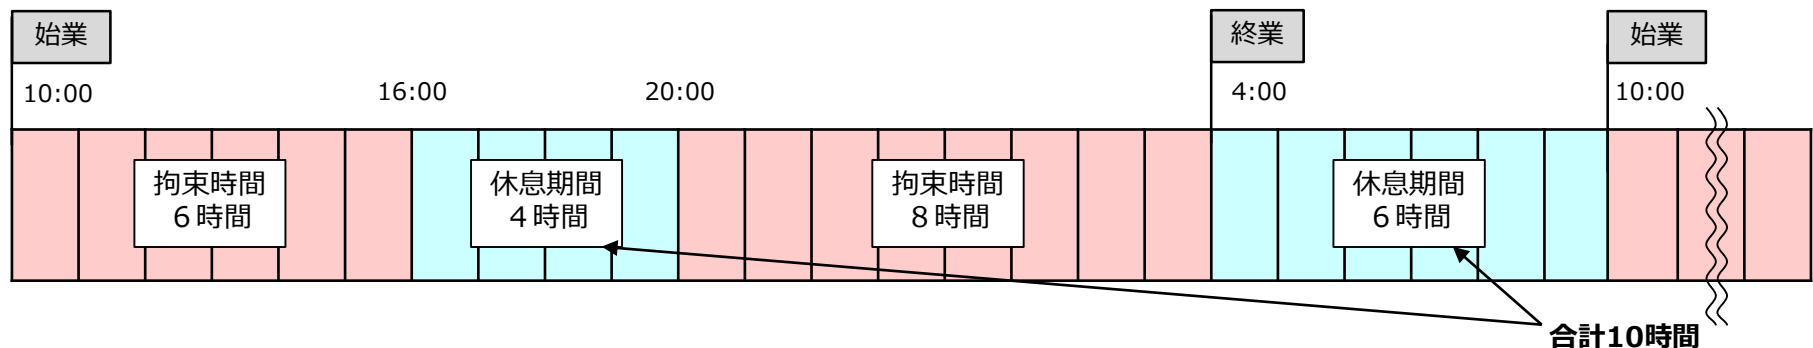 始業
終業
始業
10:00
16:00
20:00
4:00
10:00
拘束時間
６時間
休息期間
４時間
拘束時間
８時間
休息期間
６時間
合計10時間